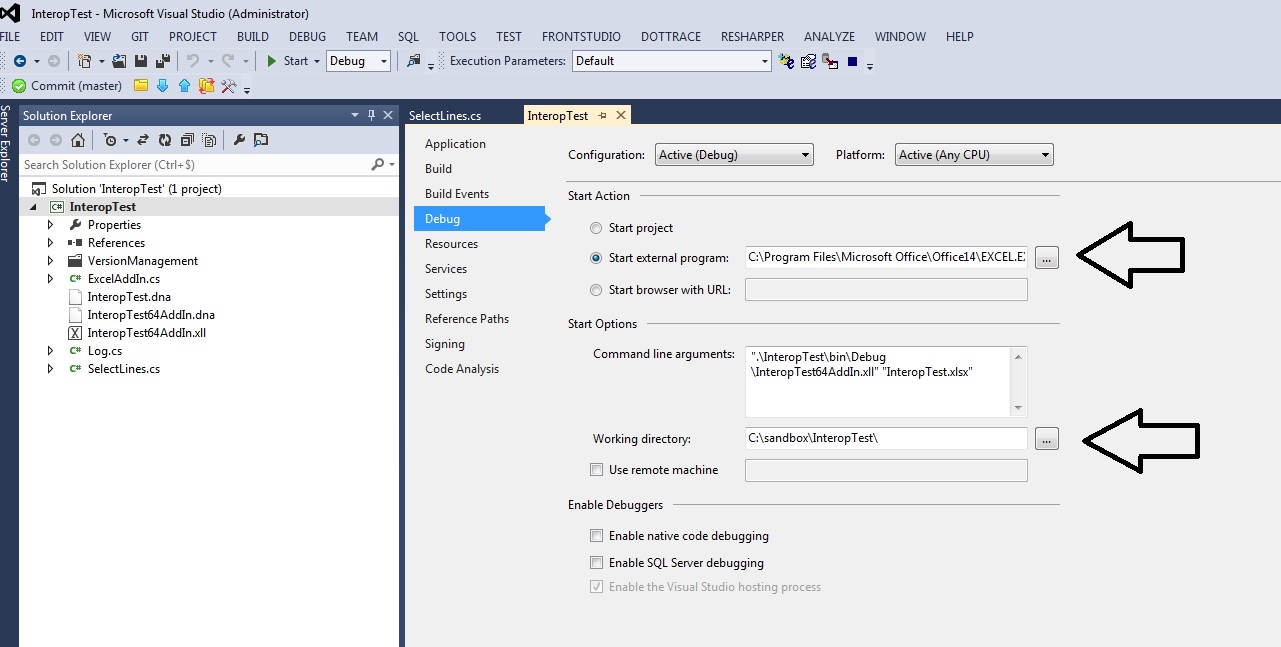 InteropTest - Microsoft Visual Studio (Administrator)
FILE EDIT VIEW GIT PROJECT BUILD DEBUG TEAM SQL TOOLS TEST FRONTSTUDIO DOTTRACE RESHARPER ANALYZE WINDOW HELP
Start Debug Execution Parameters: Default
Commit (master)
Server Explorer
Solution Explorer
Search Solution Explorer (Ctrl+$)
Solution 'InteropTest' (1 project)
C# InteropTest
Properties
References
VersionManagement
C# ExcelAddIn.cs
InteropTest.dna
InteropTest64AddIn.dna
InteropTest64AddIn.xll
C# Log.cs
C# SelectLines.cs
SelectLines.cs InteropTest
Application
Build
Build Events
Debug
Resources
Services
Settings
Reference Paths
Signing
Code Analysis
Configuration: Active (Debug) Platform: Active (Any CPU)
Start Action
Start project
Start external program: C:\Program Files\Microsoft Office\Office14\EXCEL.EX ...
Start browser with URL:
Start Options
Command line arguments: ".\InteropTest\bin\Debug
\InteropTest64AddIn.xll" "InteropTest.xlsx"
Working directory: C:\sandbox\InteropTest\ ...
Use remote machine
Enable Debuggers
Enable native code debugging
Enable SQL Server debugging
Enable the Visual Studio hosting process